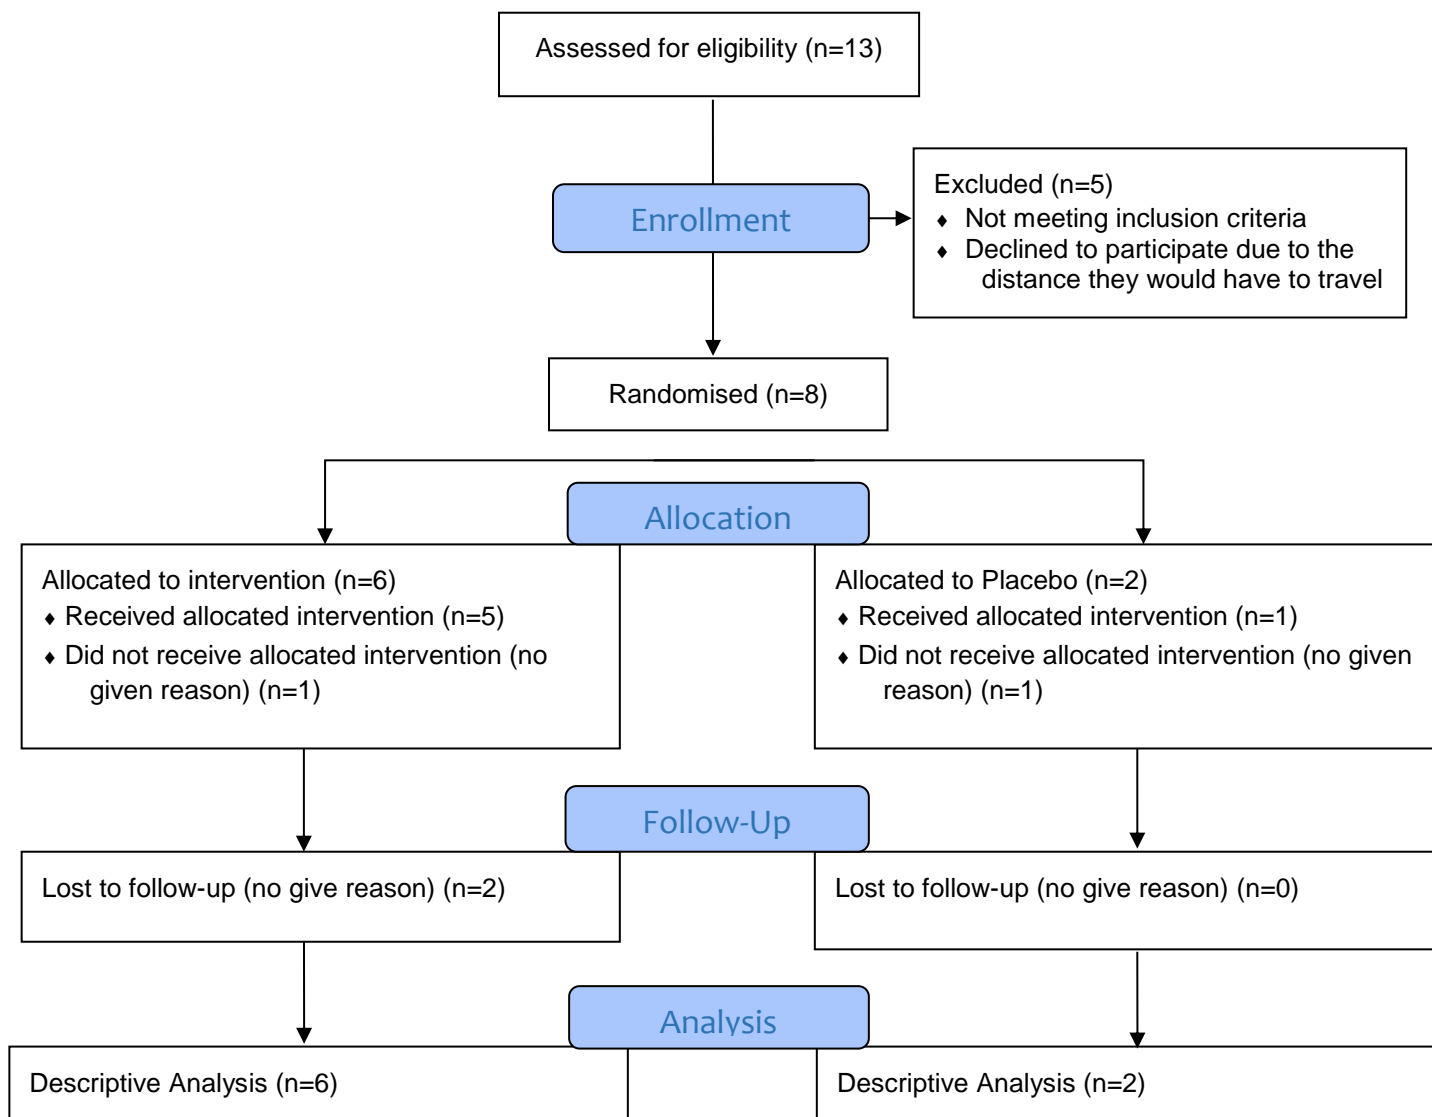 Assessed for eligibility (n=13)
Enrollment
Excluded (n=5)
♦ Not meeting inclusion criteria
♦ Declined to participate due to the
distance they would have to travel
Randomised (n=8)
Allocation
Allocated to intervention (n=6)
♦ Received allocated intervention (n=5)
♦ Did not receive allocated intervention (no
given reason) (n=1)
Allocated to Placebo (n=2)
♦ Received allocated intervention (n=1)
♦ Did not receive allocated intervention (no given
reason) (n=1)
Follow-Up
Lost to follow-up (no give reason) (n=2)
Lost to follow-up (no give reason) (n=0)
Analysis
Descriptive Analysis (n=6)
Descriptive Analysis (n=2)